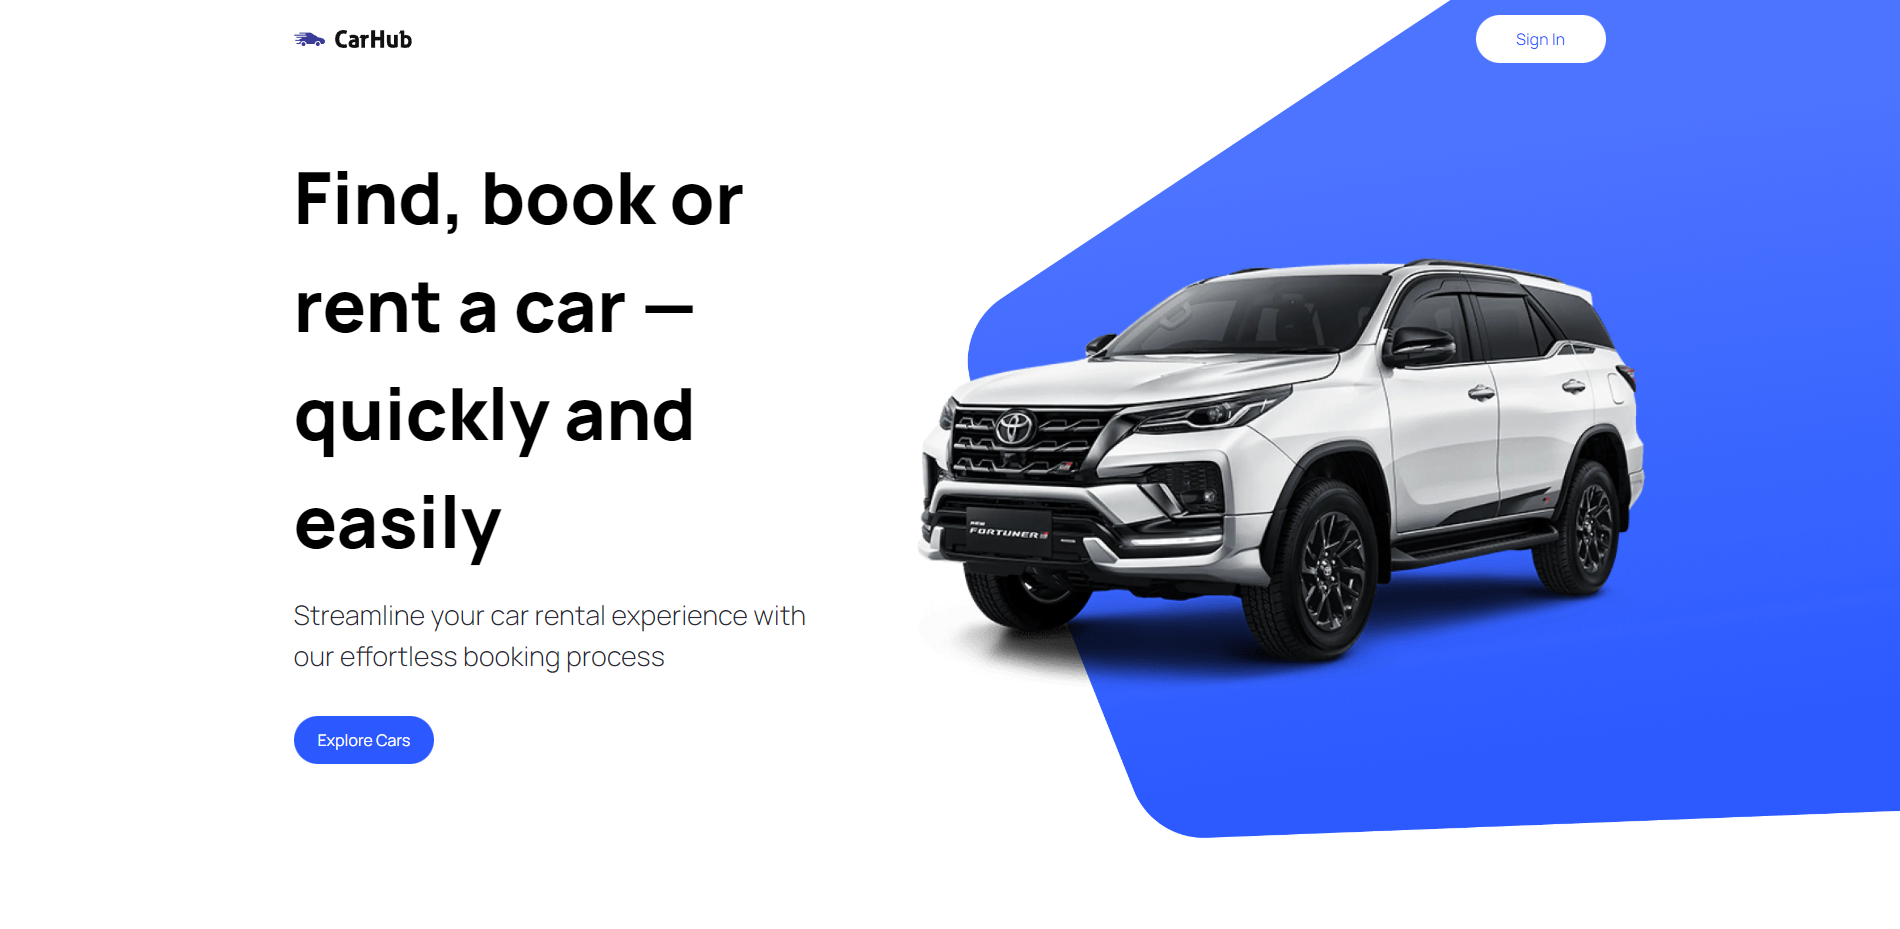 CarHub
Sign In
Find, book or
rent a car —
quickly and
easily
Streamline your car rental experience with
our effortless booking process
Explore Cars
NEW
FORTUNER